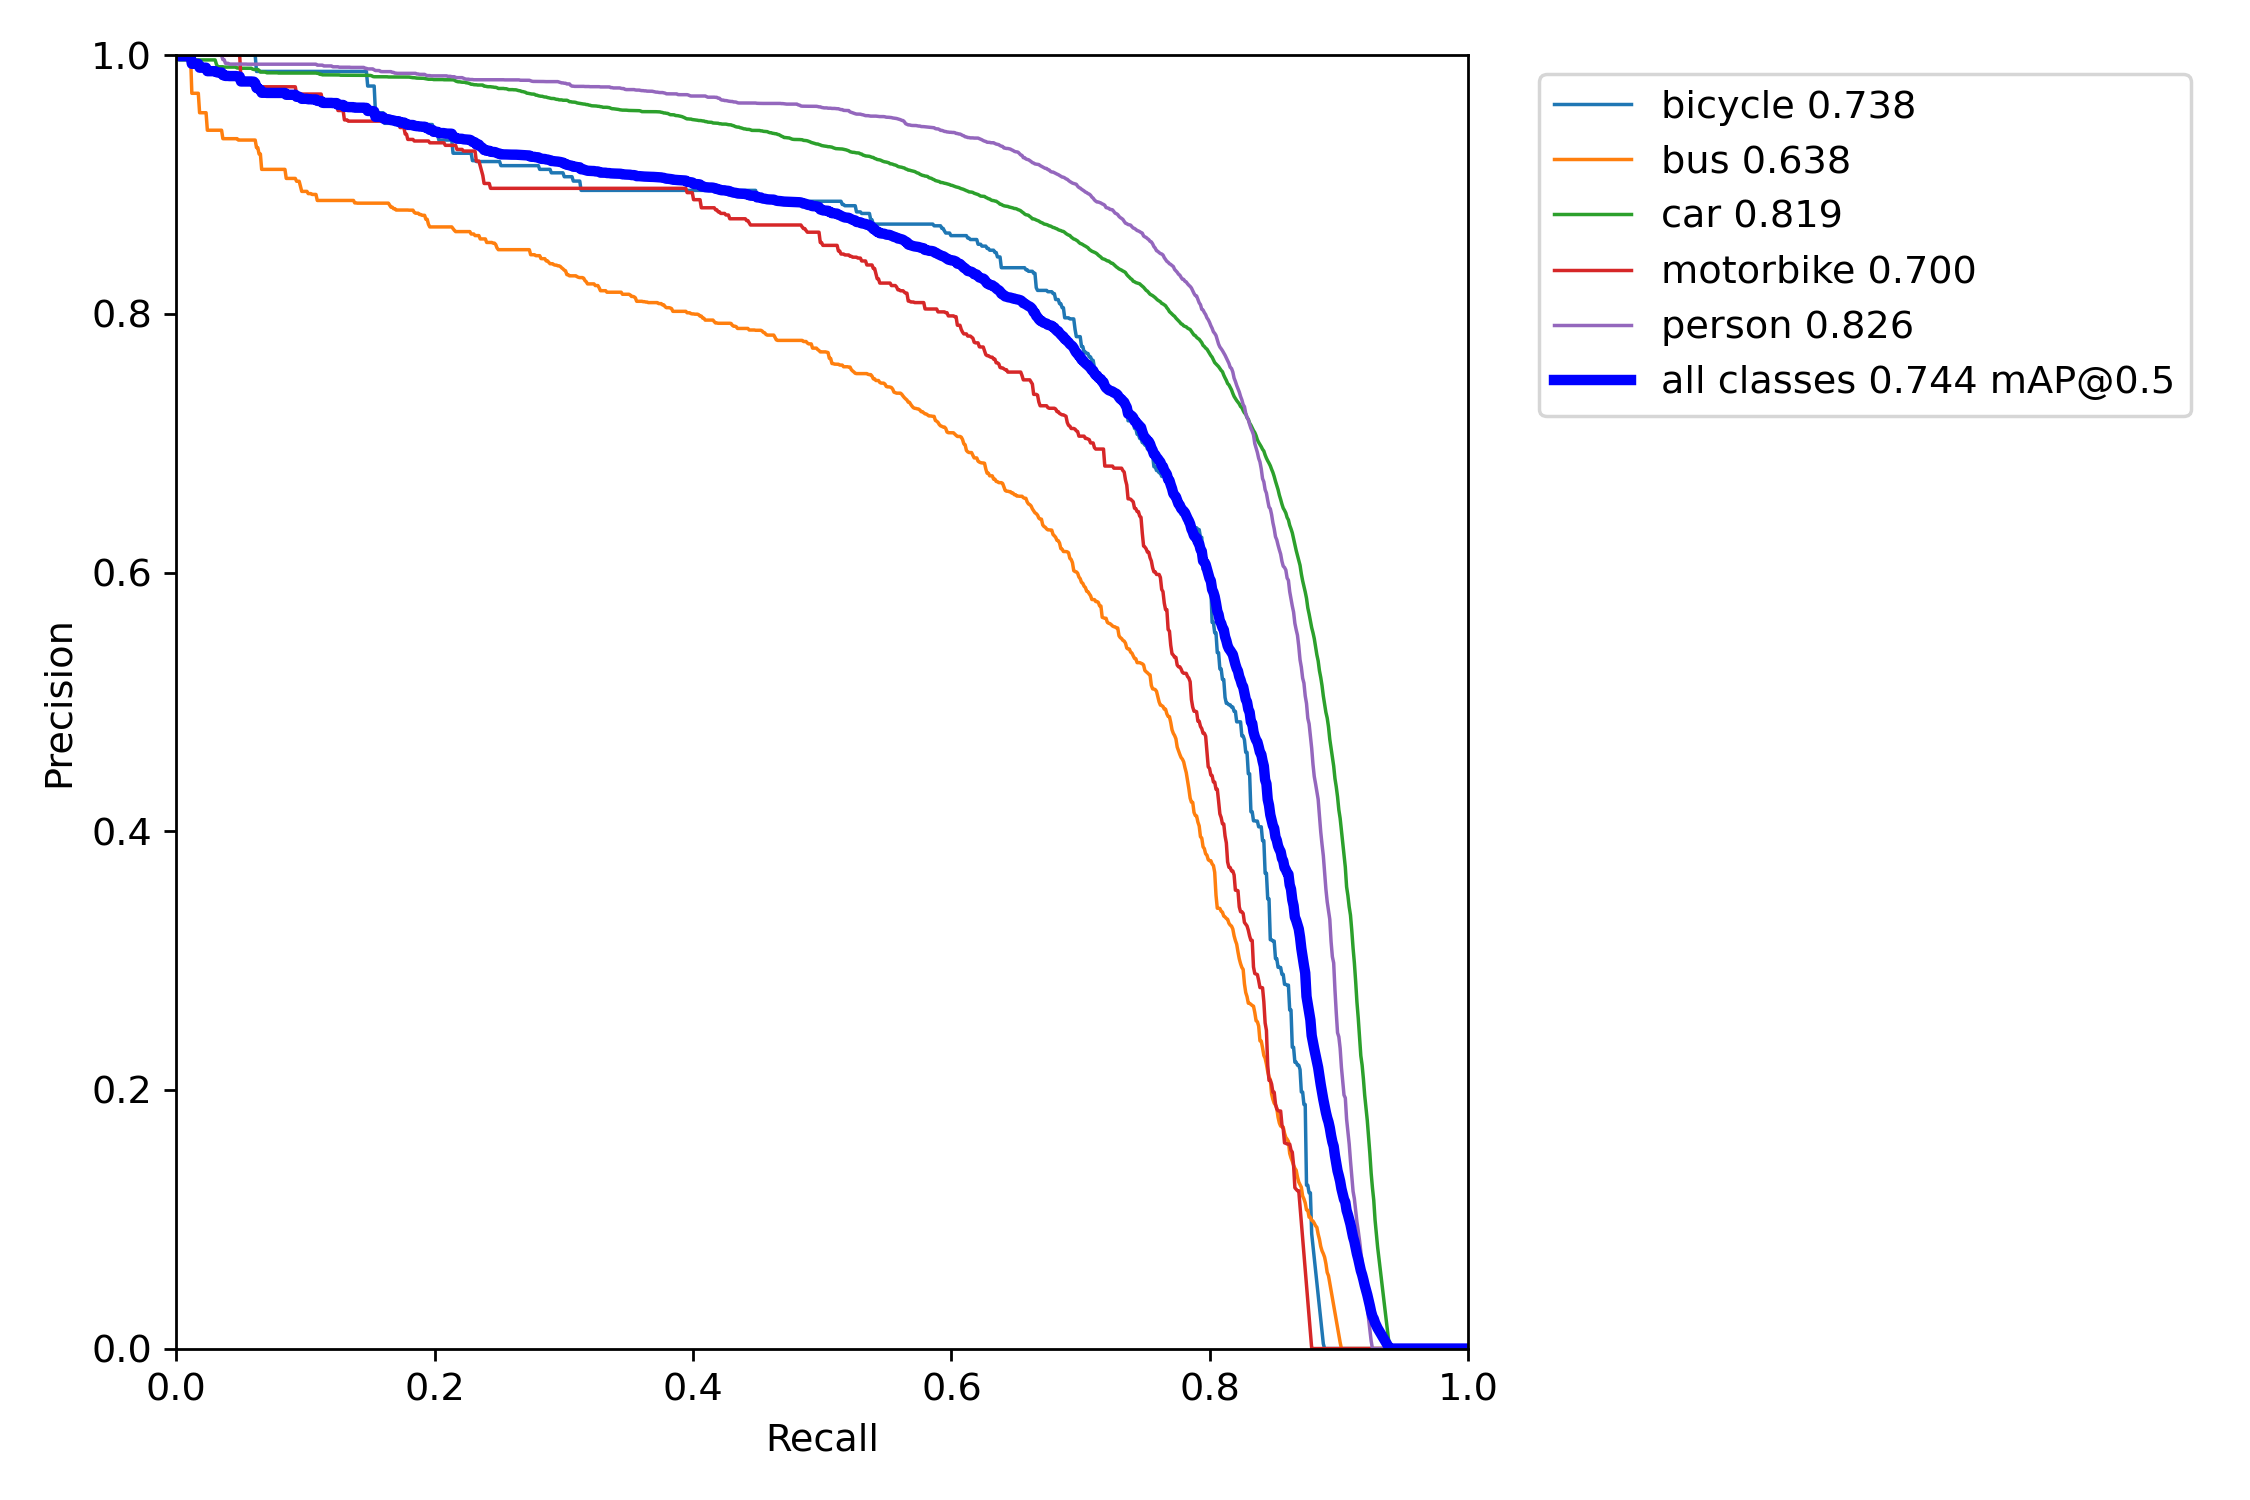 1.0
0.8
0.6
0.4
0.2
0.0
Precision
0.0 0.2 0.4 0.6 0.8 1.0
Recall
bicycle 0.738
bus 0.638
car 0.819
motorbike 0.700
person 0.826
all classes 0.744 mAP@0.5